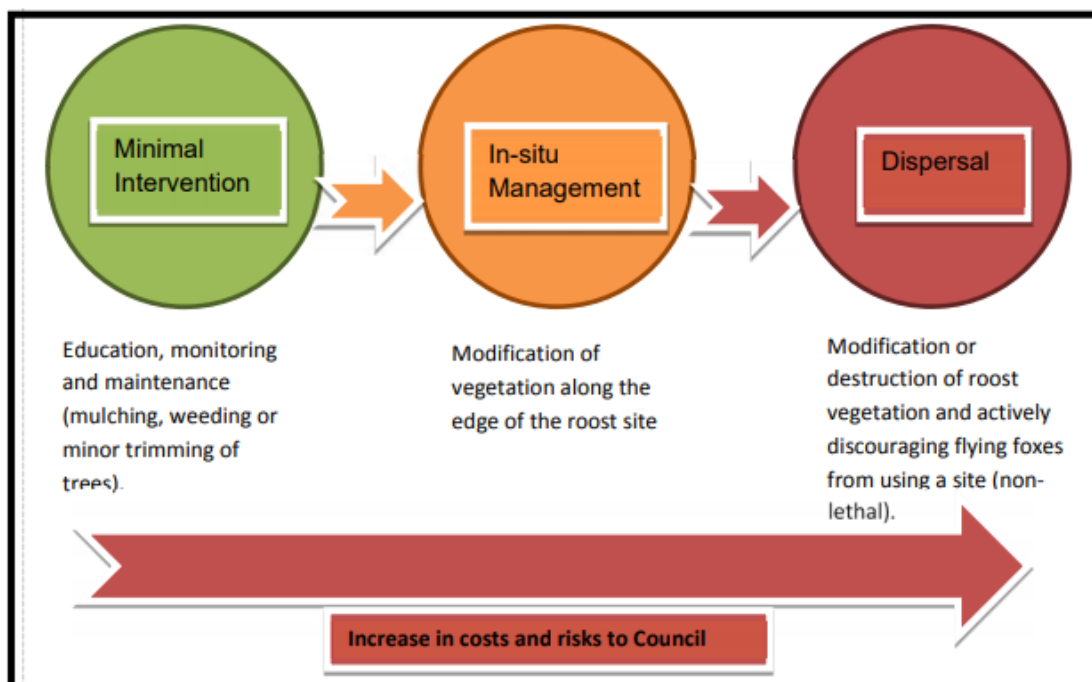 Minimal
Intervention
In-situ
Management
Dispersal
Education, monitoring
and maintenance
(mulching, weeding or
minor trimming of
trees).
Modification of
vegetation along the
edge of the roost site
Modification or
destruction of roost
vegetation and actively
discouraging flying foxes
from using a site (non-
lethal).
Increase in costs and risks to Council